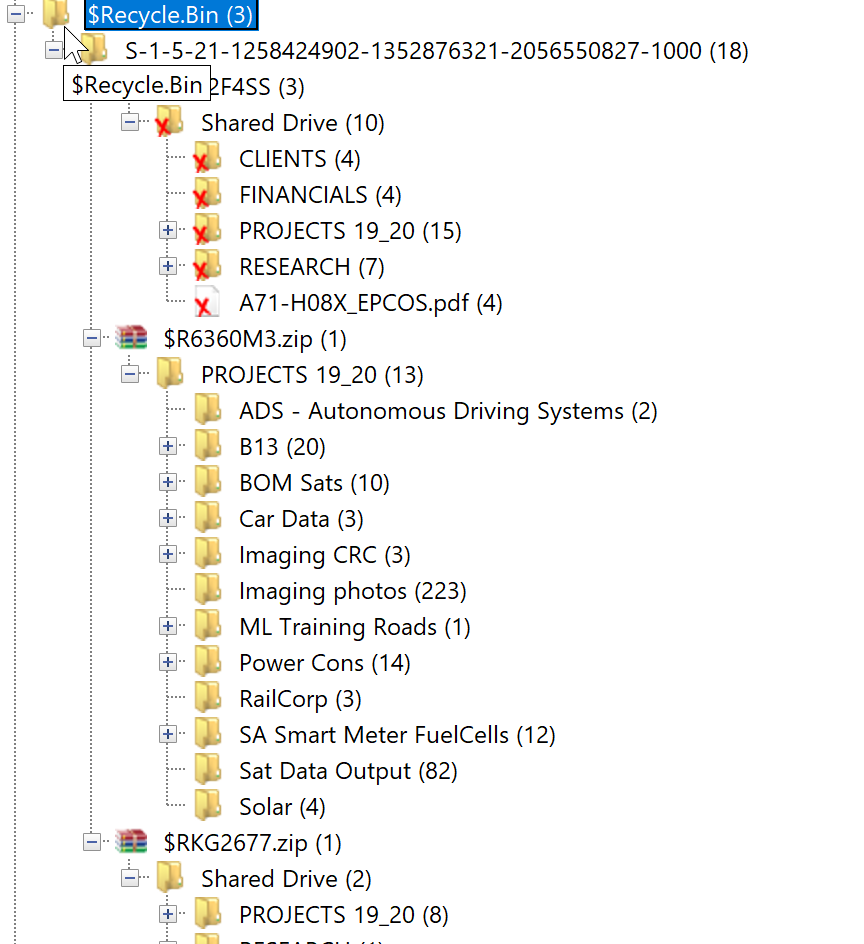 $Recycle.Bin (3)
S-1-5-21-1258424902-1352876321-2056550827-1000 (18)
$Recycle.Bin
2F4SS (3)
Shared Drive (10)
CLIENTS (4)
FINANCIALS (4)
PROJECTS 19_20 (15)
RESEARCH (7)
A71-H08X_EPCOS.pdf (4)
$R6360M3.zip (1)
PROJECTS 19_20 (13)
ADS - Autonomous Driving Systems (2)
B13 (20)
BOM Sats (10)
Car Data (3)
Imaging CRC (3)
Imaging photos (223)
ML Training Roads (1)
Power Cons (14)
RailCorp (3)
SA Smart Meter FuelCells (12)
Sat Data Output (82)
Solar (4)
$RKG2677.zip (1)
Shared Drive (2)
PROJECTS 19_20 (8)
RESEARCH (1)